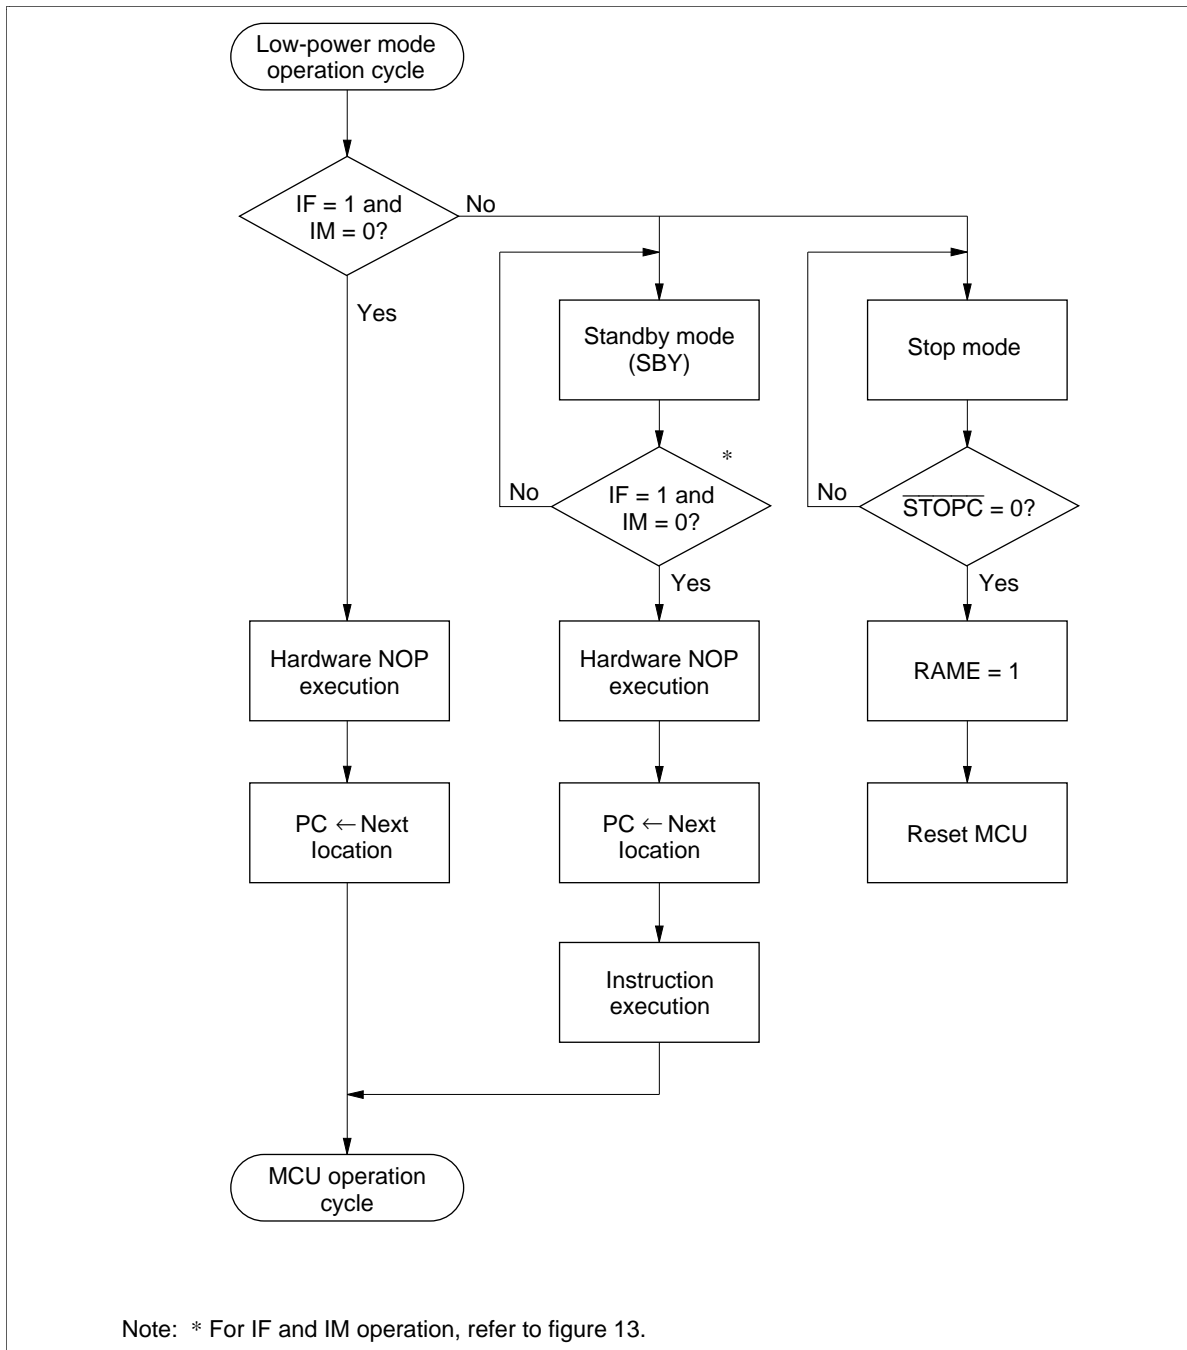 Low-power mode
operation cycle
IF = 1 and
IM = 0?
No
Yes
Standby mode
(SBY)
Stop mode
*
No
IF = 1 and
IM = 0?
No
S̅T̅O̅P̅C̅ = 0?
Yes
Yes
Hardware NOP
execution
Hardware NOP
execution
RAME = 1
PC ← Next
location
PC ← Next
location
Reset MCU
Instruction
execution
MCU operation
cycle
Note: * For IF and IM operation, refer to figure 13.